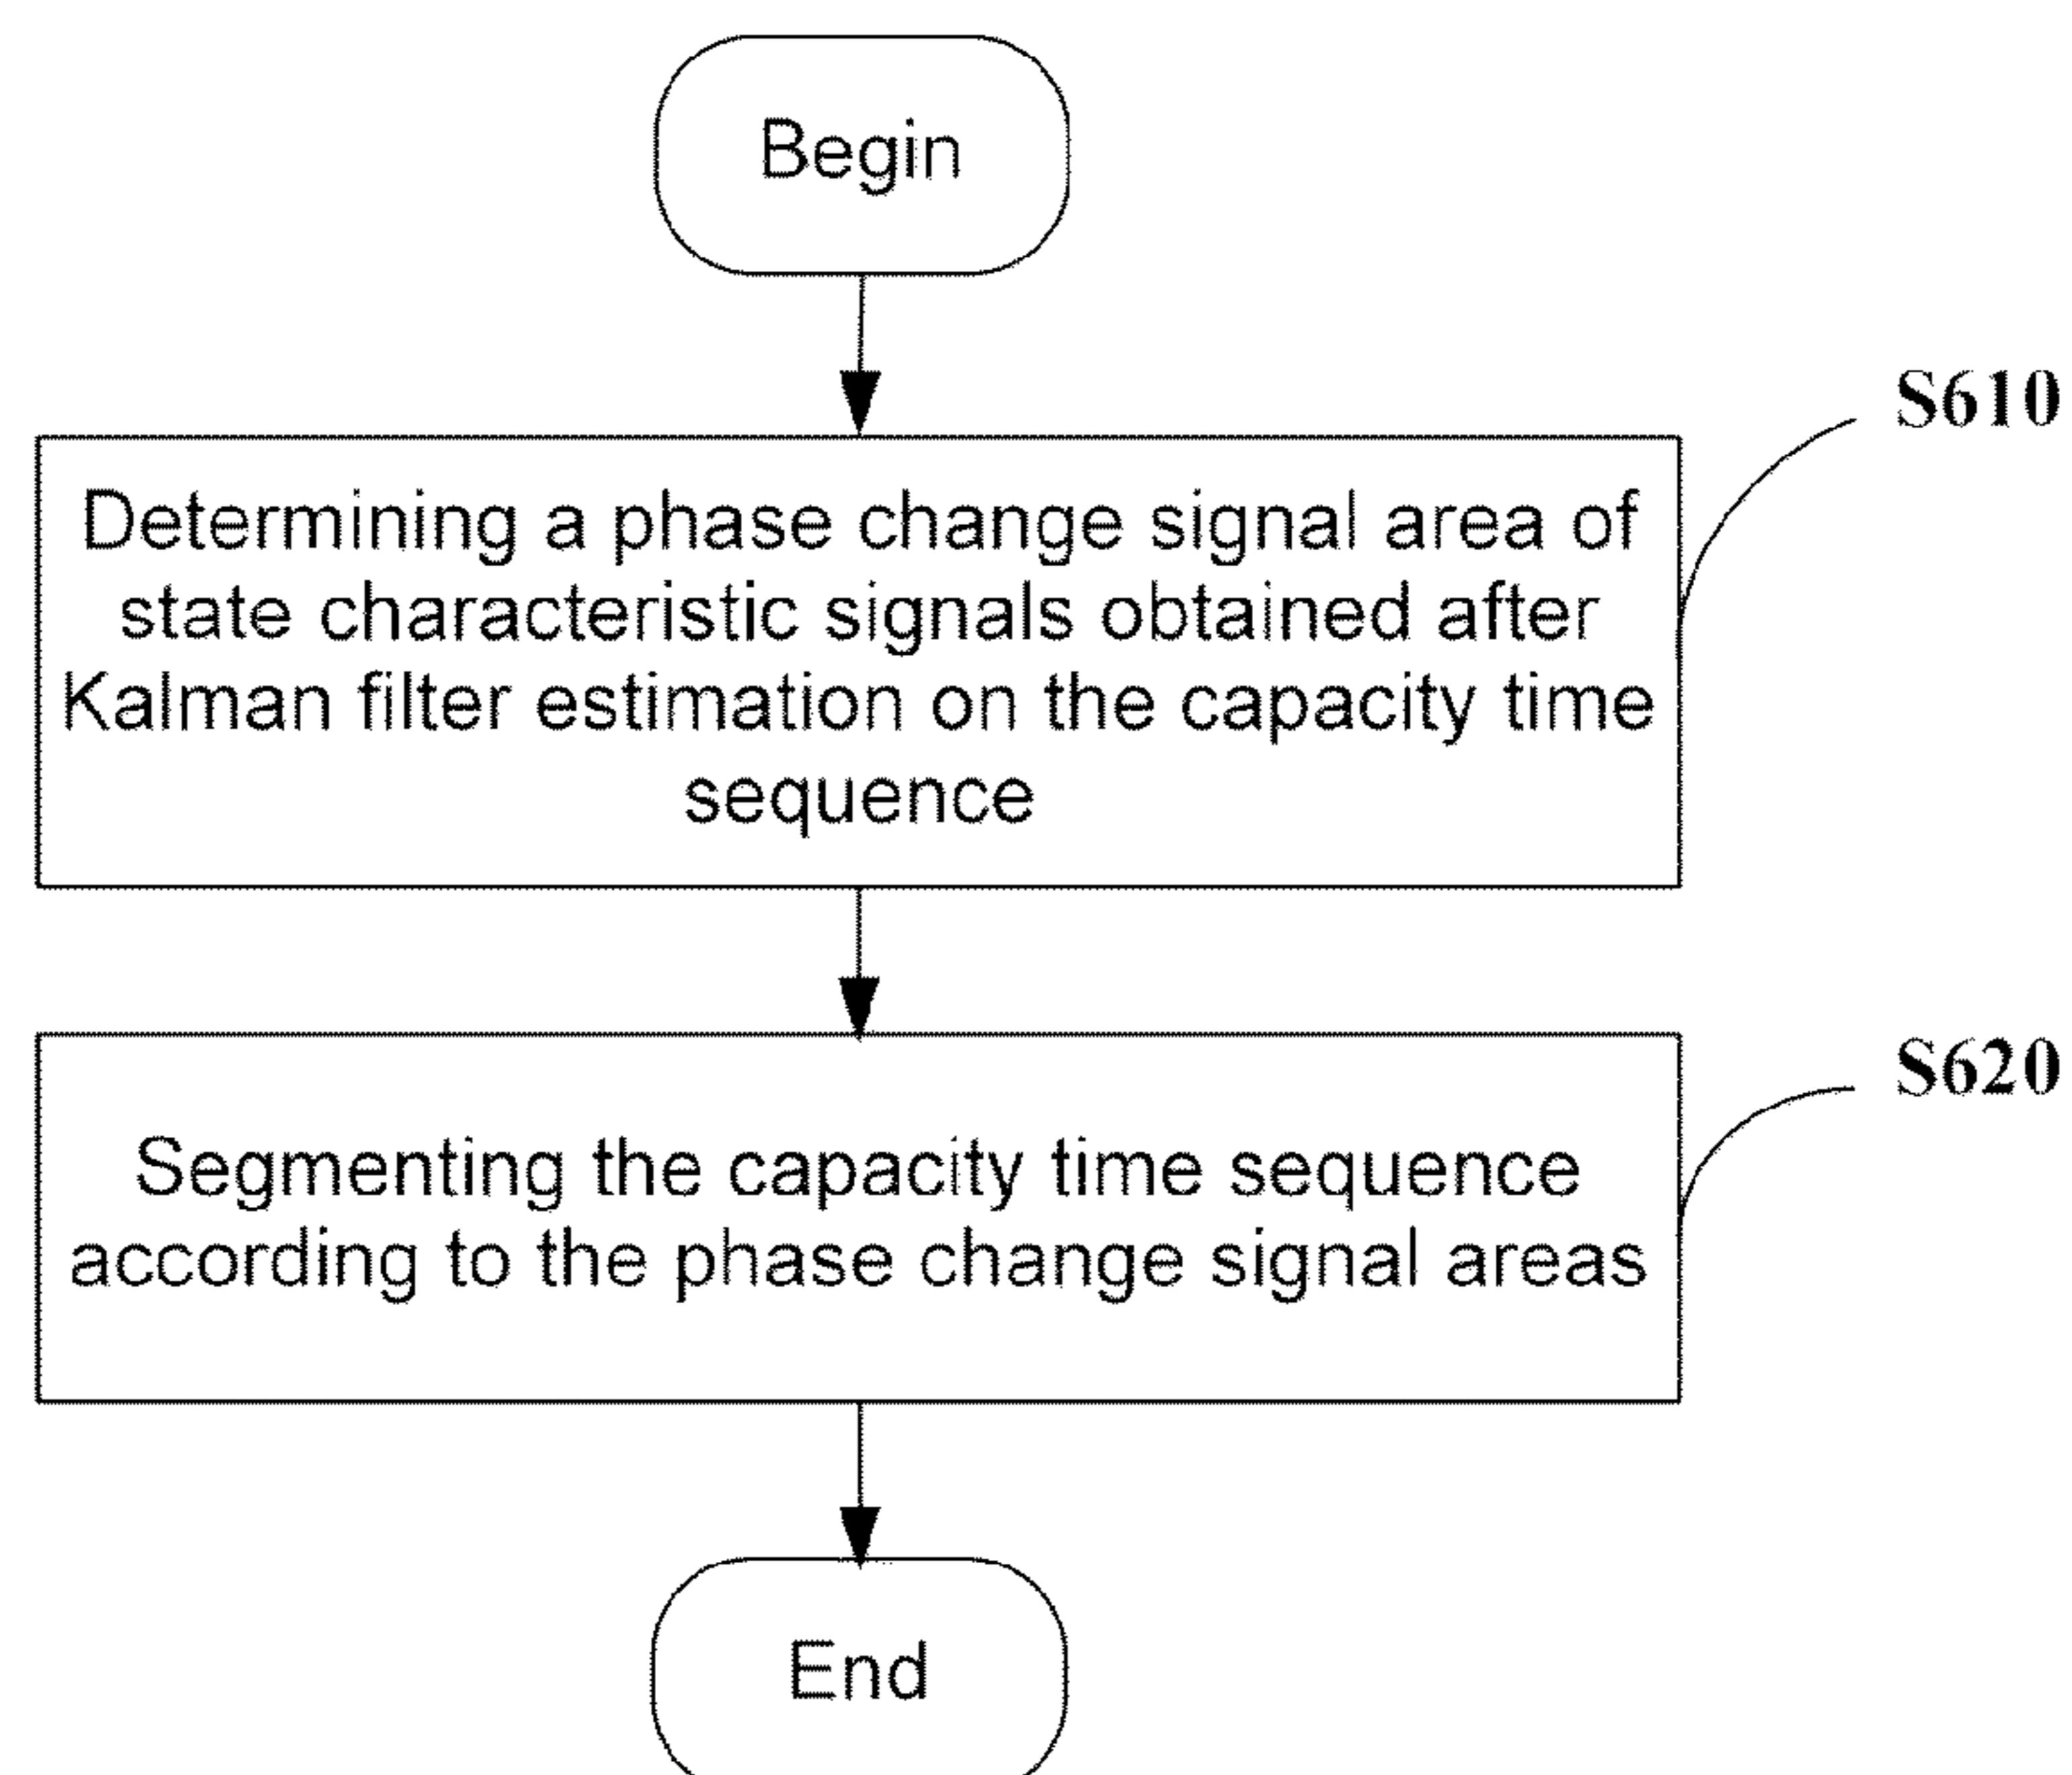 Begin
S610
Determining a phase change signal area of
state characteristic signals obtained after
Kalman filter estimation on the capacity time
sequence
S620
Segmenting the capacity time sequence
according to the phase change signal areas
End